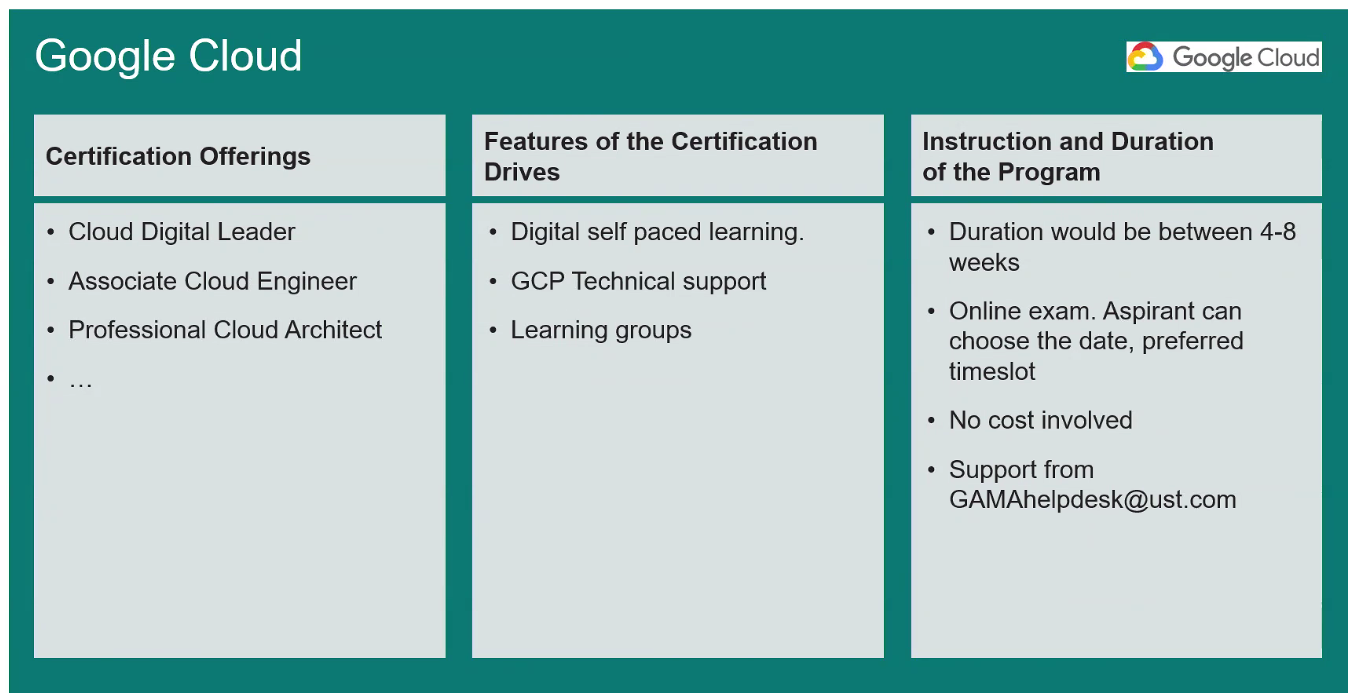 Google Cloud
Google Cloud
Certification Offerings
• Cloud Digital Leader
• Associate Cloud Engineer
• Professional Cloud Architect
• …
Features of the Certification
Drives
• Digital self paced learning.
• GCP Technical support
• Learning groups
Instruction and Duration
of the Program
• Duration would be between 4-8
weeks
• Online exam. Aspirant can
choose the date, preferred
timeslot
• No cost involved
• Support from
GAMAhelpdesk@ust.com